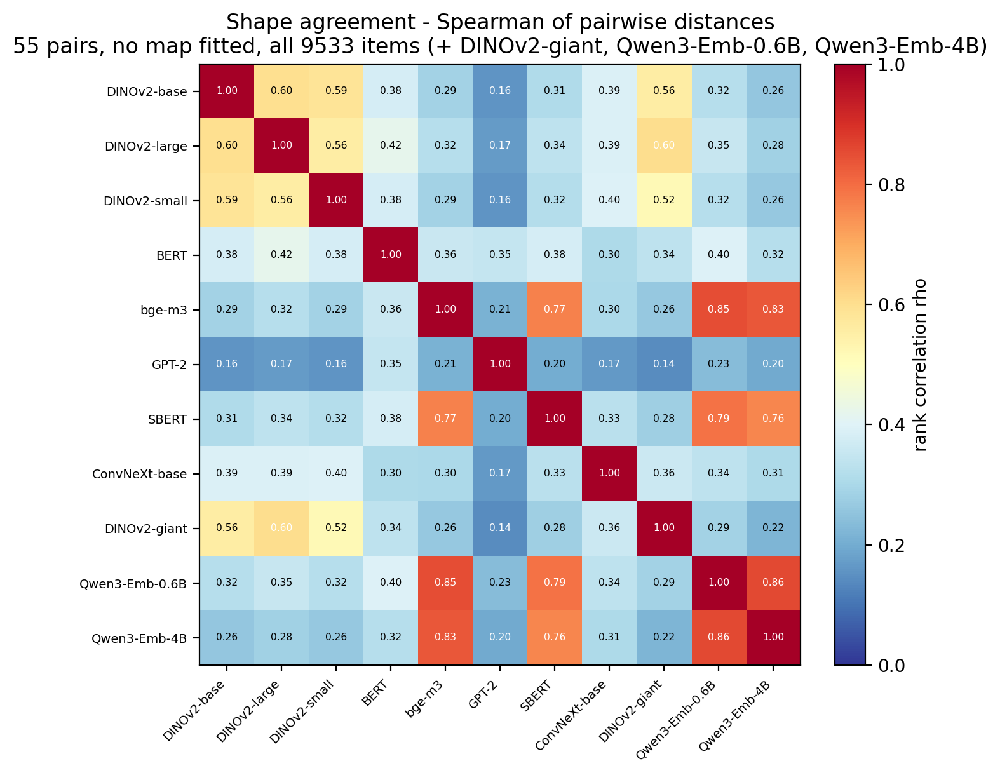 Shape agreement - Spearman of pairwise distances
55 pairs, no map fitted, all 9533 items (+ DINOv2-giant, Qwen3-Emb-0.6B, Qwen3-Emb-4B)
DINOv2-base 1.00 0.60 0.59 0.38 0.29 0.16 0.31 0.39 0.56 0.32 0.26
DINOv2-large 0.60 1.00 0.56 0.42 0.32 0.17 0.34 0.39 0.60 0.35 0.28
DINOv2-small 0.59 0.56 1.00 0.38 0.29 0.16 0.32 0.40 0.52 0.32 0.26
BERT 0.38 0.42 0.38 1.00 0.36 0.35 0.38 0.30 0.34 0.40 0.32
bge-m3 0.29 0.32 0.29 0.36 1.00 0.21 0.77 0.30 0.26 0.85 0.83
GPT-2 0.16 0.17 0.16 0.35 0.21 1.00 0.20 0.17 0.14 0.23 0.20
SBERT 0.31 0.34 0.32 0.38 0.77 0.20 1.00 0.33 0.28 0.79 0.76
ConvNeXt-base 0.39 0.39 0.40 0.30 0.30 0.17 0.33 1.00 0.36 0.34 0.31
DINOv2-giant 0.56 0.60 0.52 0.34 0.26 0.14 0.28 0.36 1.00 0.29 0.22
Qwen3-Emb-0.6B 0.32 0.35 0.32 0.40 0.85 0.23 0.79 0.34 0.29 1.00 0.86
Qwen3-Emb-4B 0.26 0.28 0.26 0.32 0.83 0.20 0.76 0.31 0.22 0.86 1.00
DINOv2-base
DINOv2-large
DINOv2-small
BERT
bge-m3
GPT-2
SBERT
ConvNeXt-base
DINOv2-giant
Qwen3-Emb-0.6B
Qwen3-Emb-4B
1.0
0.8
0.6
0.4
0.2
0.0
rank correlation rho